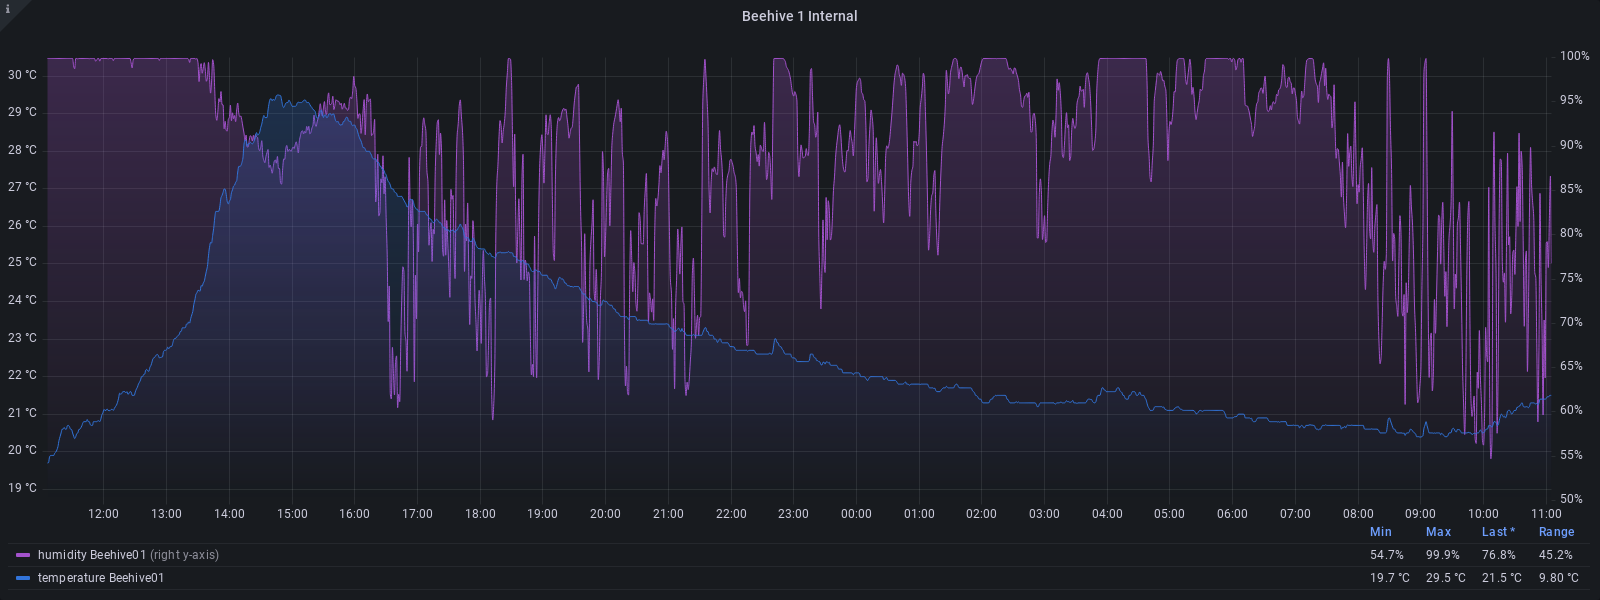 i
Beehive 1 Internal
30 °C
29 °C
28 °C
27 °C
26 °C
25 °C
24 °C
23 °C
22 °C
21 °C
20 °C
19 °C
100%
95%
90%
85%
80%
75%
70%
65%
60%
55%
50%
12:00 13:00 14:00 15:00 16:00 17:00 18:00 19:00 20:00 21:00 22:00 23:00 00:00 01:00 02:00 03:00 04:00 05:00 06:00 07:00 08:00 09:00 10:00 11:00
Min Max Last * Range
humidity Beehive01 (right y-axis) 54.7% 99.9% 76.8% 45.2%
temperature Beehive01 19.7 °C 29.5 °C 21.5 °C 9.80 °C